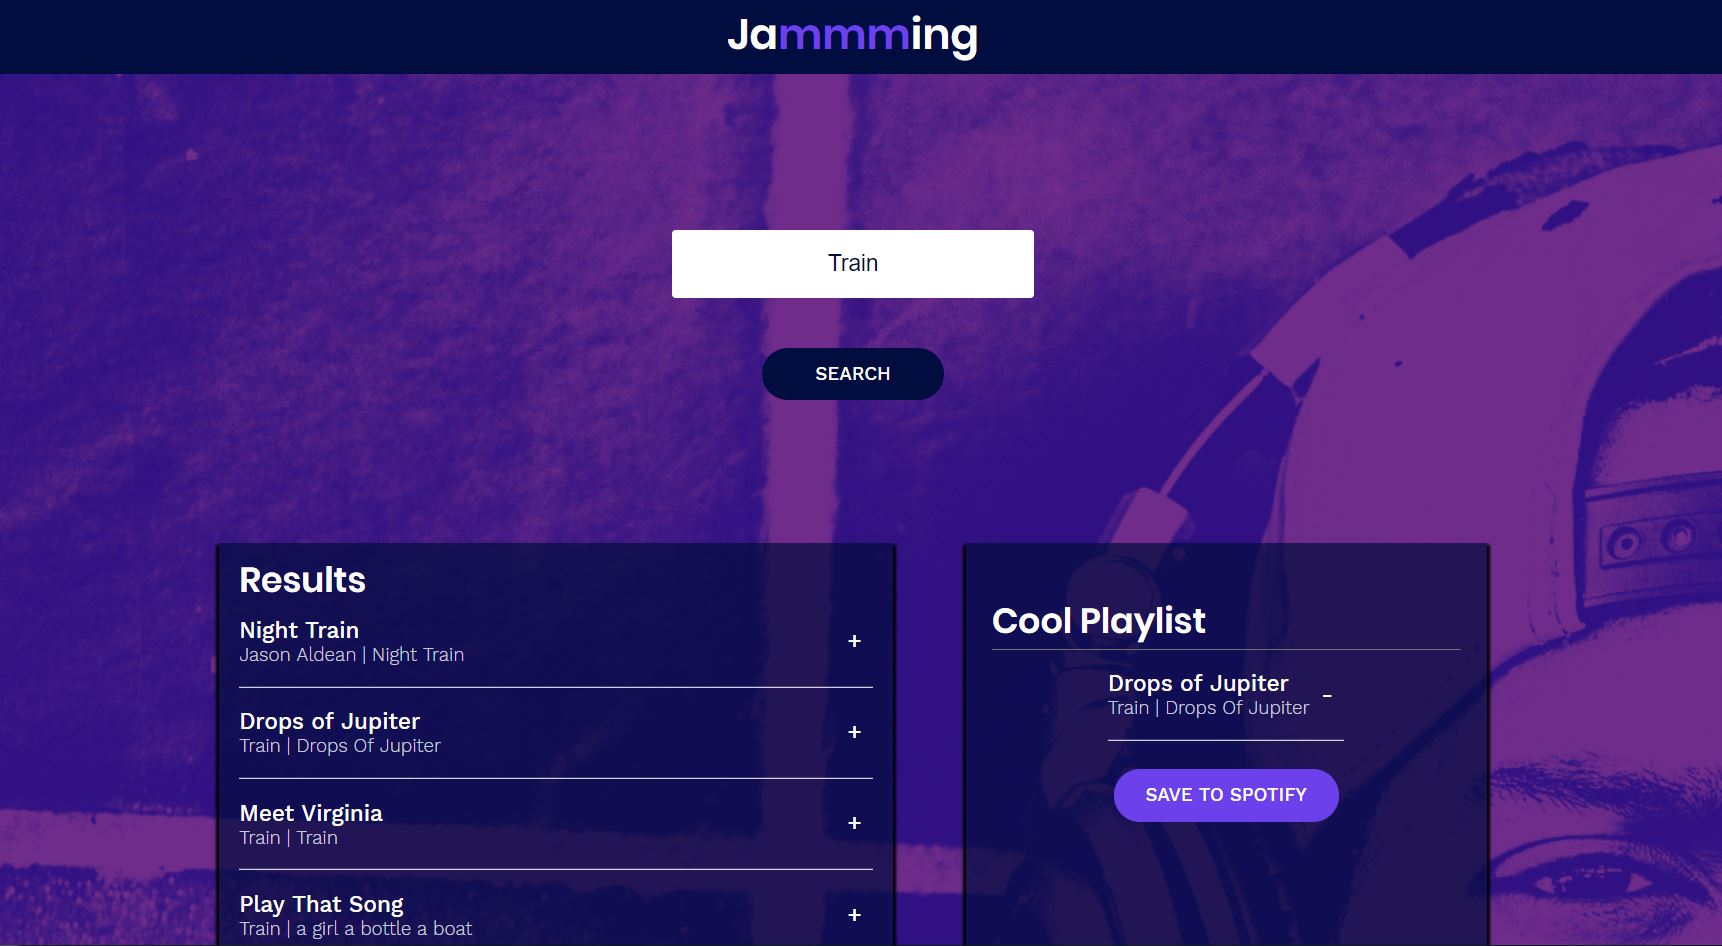 Jammming
Train
SEARCH
Results
Night Train
Jason Aldean | Night Train
+
Drops of Jupiter
Train | Drops Of Jupiter
+
Meet Virginia
Train | Train
+
Play That Song
Train | a girl a bottle a boat
+
Cool Playlist
Drops of Jupiter
Train | Drops Of Jupiter
-
SAVE TO SPOTIFY